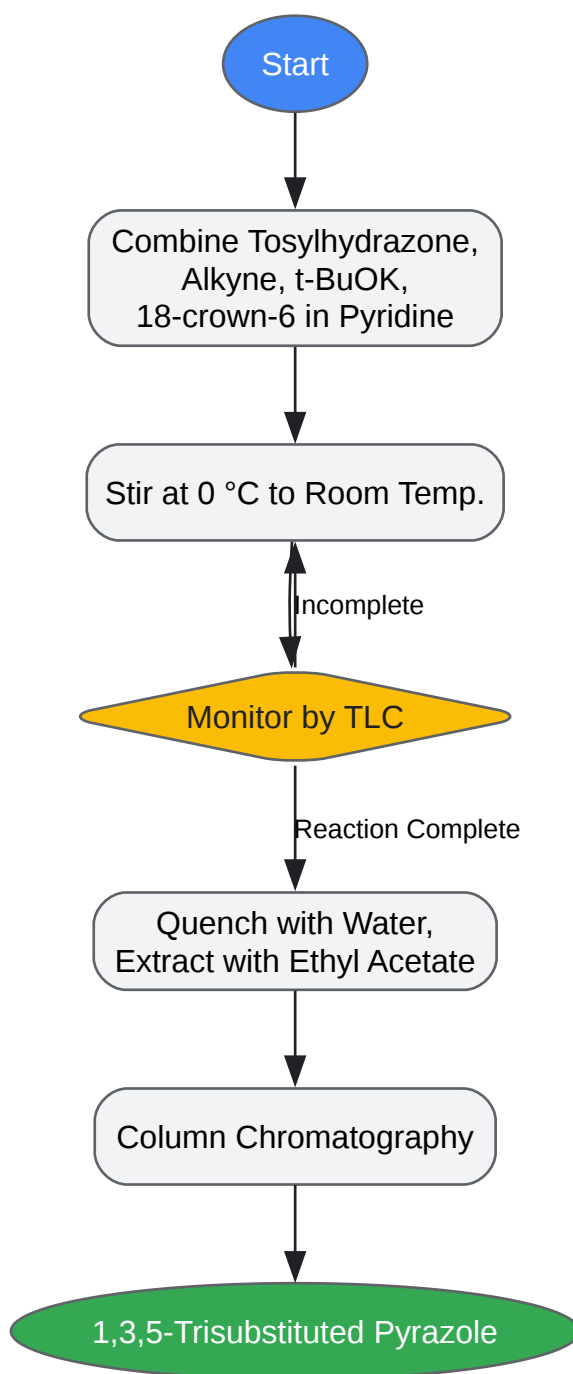 Start
Combine Tosylhydrazone,
Alkyne, t-BuOK,
18-crown-6 in Pyridine
Stir at 0 °C to Room Temp.
Incomplete
Monitor by TLC
Reaction Complete
Quench with Water,
Extract with Ethyl Acetate
Column Chromatography
1,3,5-Trisubstituted Pyrazole